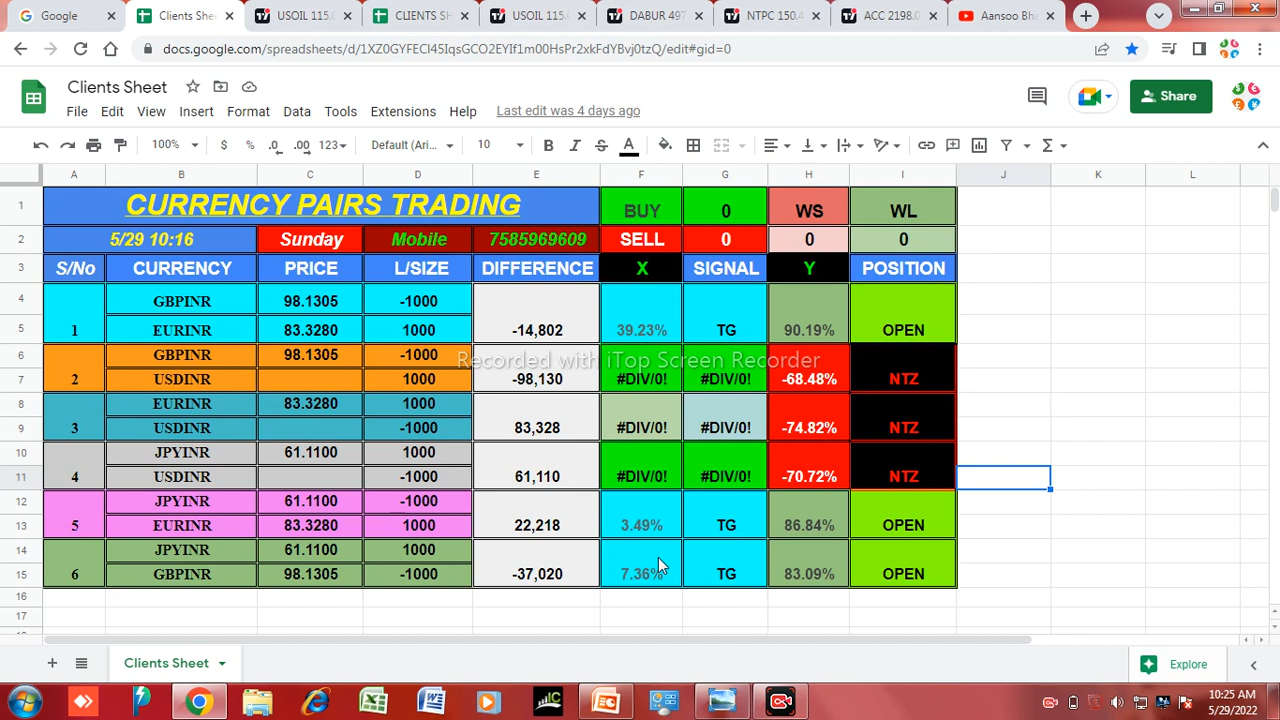 Google
Clients Sheet
USOIL 115.0
CLIENTS SH
USOIL 115.
DABUR 497
NTPC 150.4
ACC 2198.0
Aansoo Bha
docs.google.com/spreadsheets/d/1XZ0GYFECI45IqsGCO2EYIf1m00HsPr2xkFdYBvj0tzQ/edit#gid=0
Clients Sheet
File Edit View Insert Format Data Tools Extensions Help Last edit was 4 days ago
Share
100% $ % .0 .00 123 Default (Ari... 10 B I S A
A B C D E F G H I J K L
1 CURRENCY PAIRS TRADING BUY 0 WS WL
2 5/29 10:16 Sunday Mobile 7585969609 SELL 0 0 0
3 S/No CURRENCY PRICE L/SIZE DIFFERENCE X SIGNAL Y POSITION
4 GBPINR 98.1305 -1000
5 1 EURINR 83.3280 1000 -14,802 39.23% TG 90.19% OPEN
6 GBPINR 98.1305 -1000
Recorded with iTop Screen Recorder
7 2 USDINR 1000 -98,130 #DIV/0! #DIV/0! -68.48% NTZ
8 EURINR 83.3280 1000
9 3 USDINR -1000 83,328 #DIV/0! #DIV/0! -74.82% NTZ
10 JPYINR 61.1100 1000
11 4 USDINR -1000 61,110 #DIV/0! #DIV/0! -70.72% NTZ
12 JPYINR 61.1100 -1000
13 5 EURINR 83.3280 1000 22,218 3.49% TG 86.84% OPEN
14 JPYINR 61.1100 1000
15 6 GBPINR 98.1305 -1000 -37,020 7.36% TG 83.09% OPEN
16
17
Clients Sheet
Explore
10:25 AM
5/29/2022